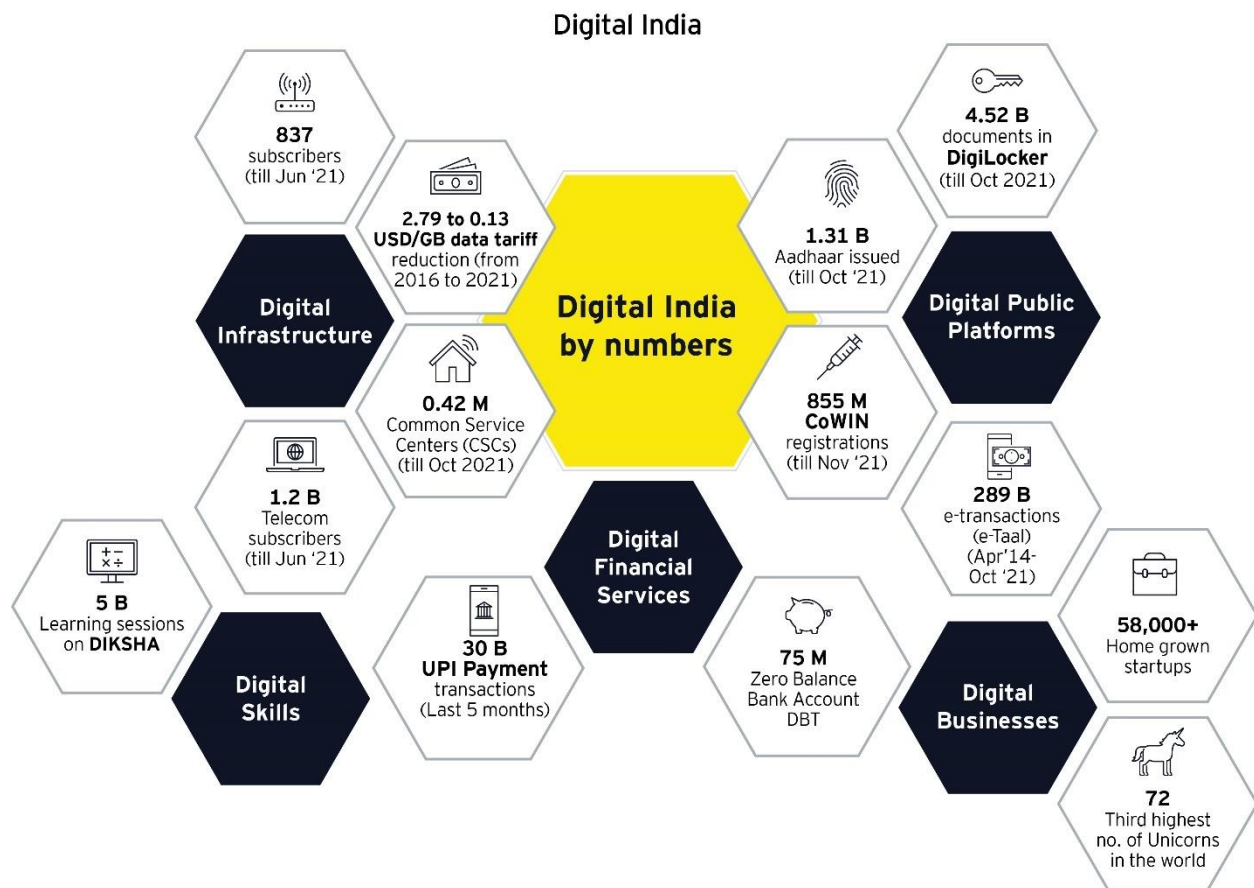 Digital India
837
subscribers
(till Jun ‘21)
2.79 to 0.13
USD/GB data tariff
reduction (from
2016 to 2021)
Digital
Infrastructure
0.42 M
Common Service
Centers (CSCs)
(till Oct 2021)
1.2 B
Telecom
subscribers
(till Jun ‘21)
Digital India
by numbers
4.52 B
documents in
DigiLocker
(till Oct 2021)
1.31 B
Aadhaar issued
(till Oct ‘21)
Digital Public
Platforms
855 M
CoWIN
registrations
(till Nov ‘21)
289 B
e-transactions
(e-Taal)
(Apr’14-
Oct ‘21)
5 B
Learning sessions
on DIKSHA
Digital
Skills
Digital
Financial
Services
30 B
UPI Payment
transactions
(Last 5 months)
75 M
Zero Balance
Bank Account
DBT
58,000+
Home grown
startups
Digital
Businesses
72
Third highest
no. of Unicorns
in the world